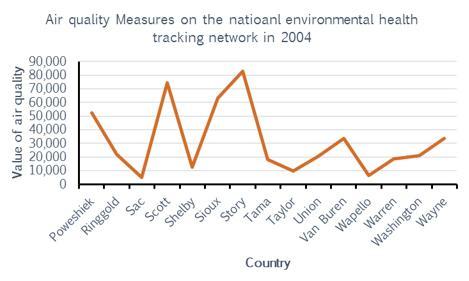 Air quality Measures on the natioanl environmental health
tracking network in 2004
Value of air quality
90,000
80,000
70,000
60,000
50,000
40,000
30,000
20,000
10,000
0
Poweshiek
Ringgold
Sac
Scott
Shelby
Sioux
Story
Tama
Taylor
Union
Van Buren
Wapello
Warren
Washington
Wayne
Country